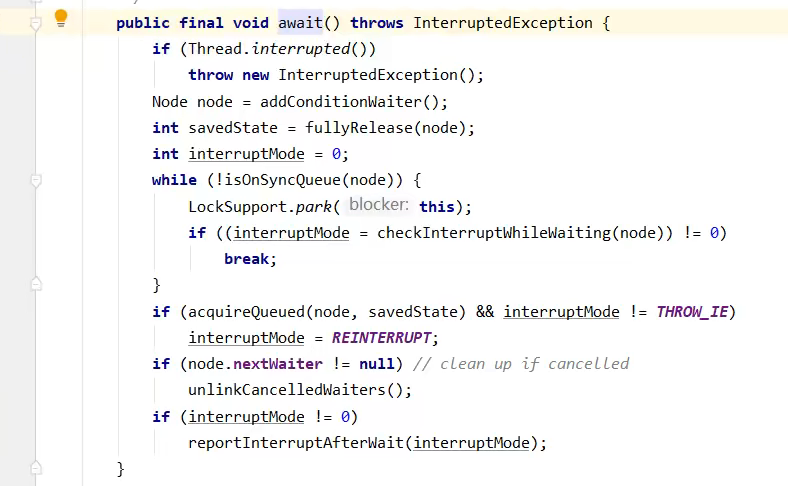 public final void await() throws InterruptedException {
if (Thread.interrupted())
throw new InterruptedException();
Node node = addConditionWaiter();
int savedState = fullyRelease(node);
int interruptMode = 0;
while (!isOnSyncQueue(node)) {
LockSupport.park( blocker: this);
if ((interruptMode = checkInterruptWhileWaiting(node)) != 0)
break;
}
if (acquireQueued(node, savedState) && interruptMode != THROW_IE)
interruptMode = REINTERRUPT;
if (node.nextWaiter != null) // clean up if cancelled
unlinkCancelledWaiters();
if (interruptMode != 0)
reportInterruptAfterWait(interruptMode);
}